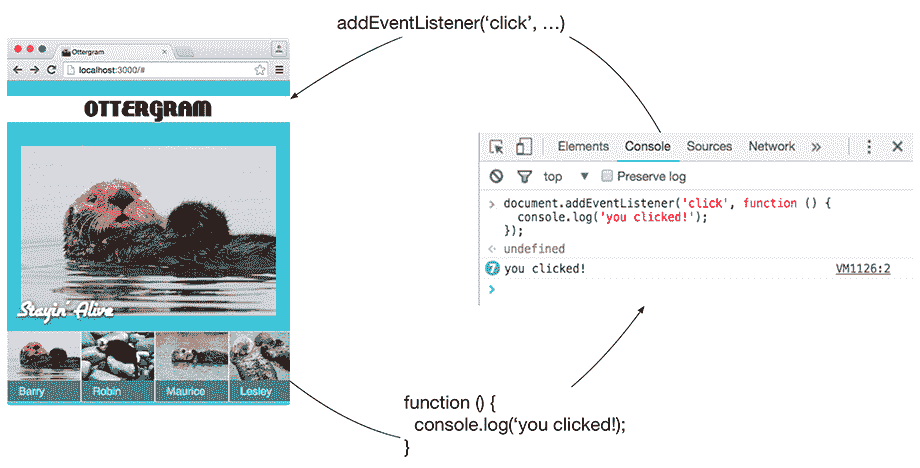 addEventListener(‘click’, …)
Ottergram
localhost:3000/#
OTTERGRAM
Stayin' Alive
Barry Robin Maurice Lesley
Elements Console Sources Network »
top ▼ Preserve log
> document.addEventListener('click', function () {
console.log('you clicked!');
});
undefined
7 you clicked! VM1126:2
>
function () {
console.log(‘you clicked!);
}